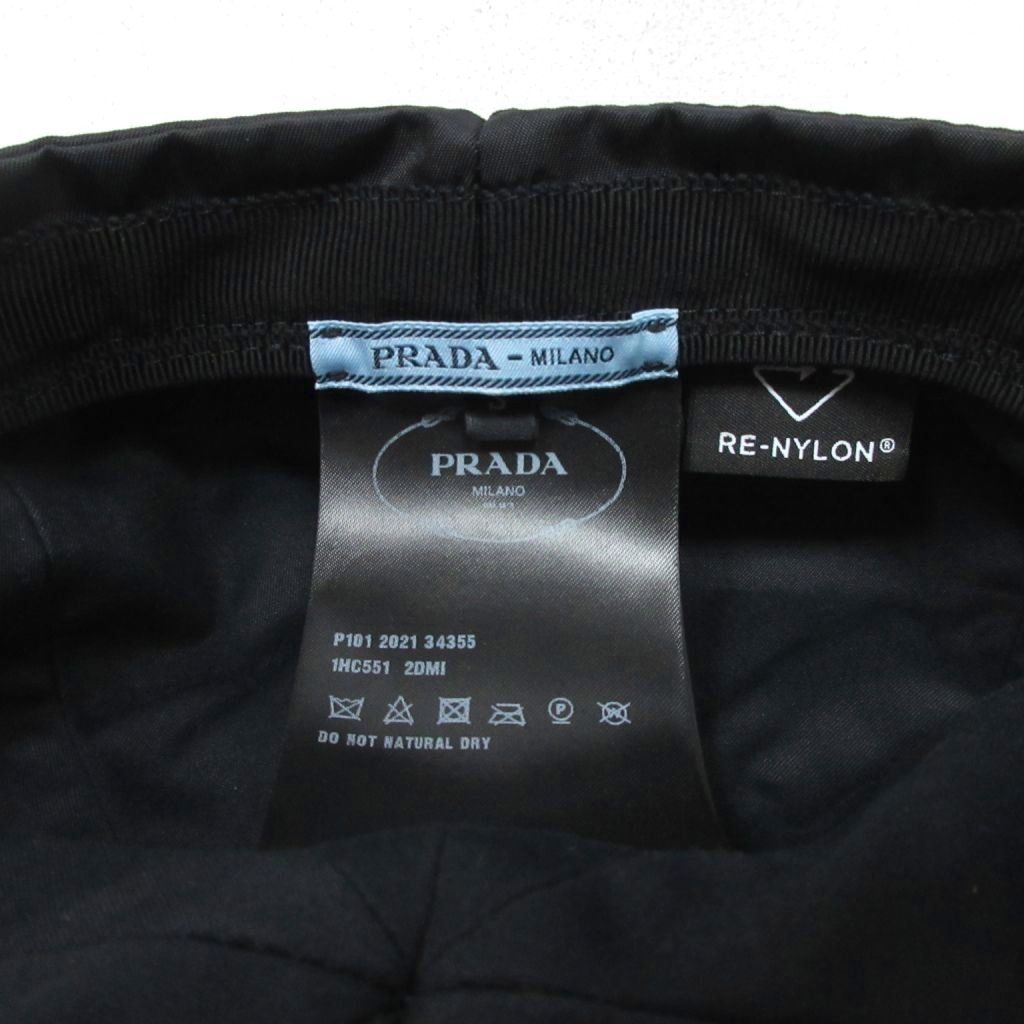 PRADA - MILANO
S
PRADA
MILANO
RE-NYLON®
P101 2021 34355
1HC551 2DMI
P
W
DO NOT NATURAL DRY